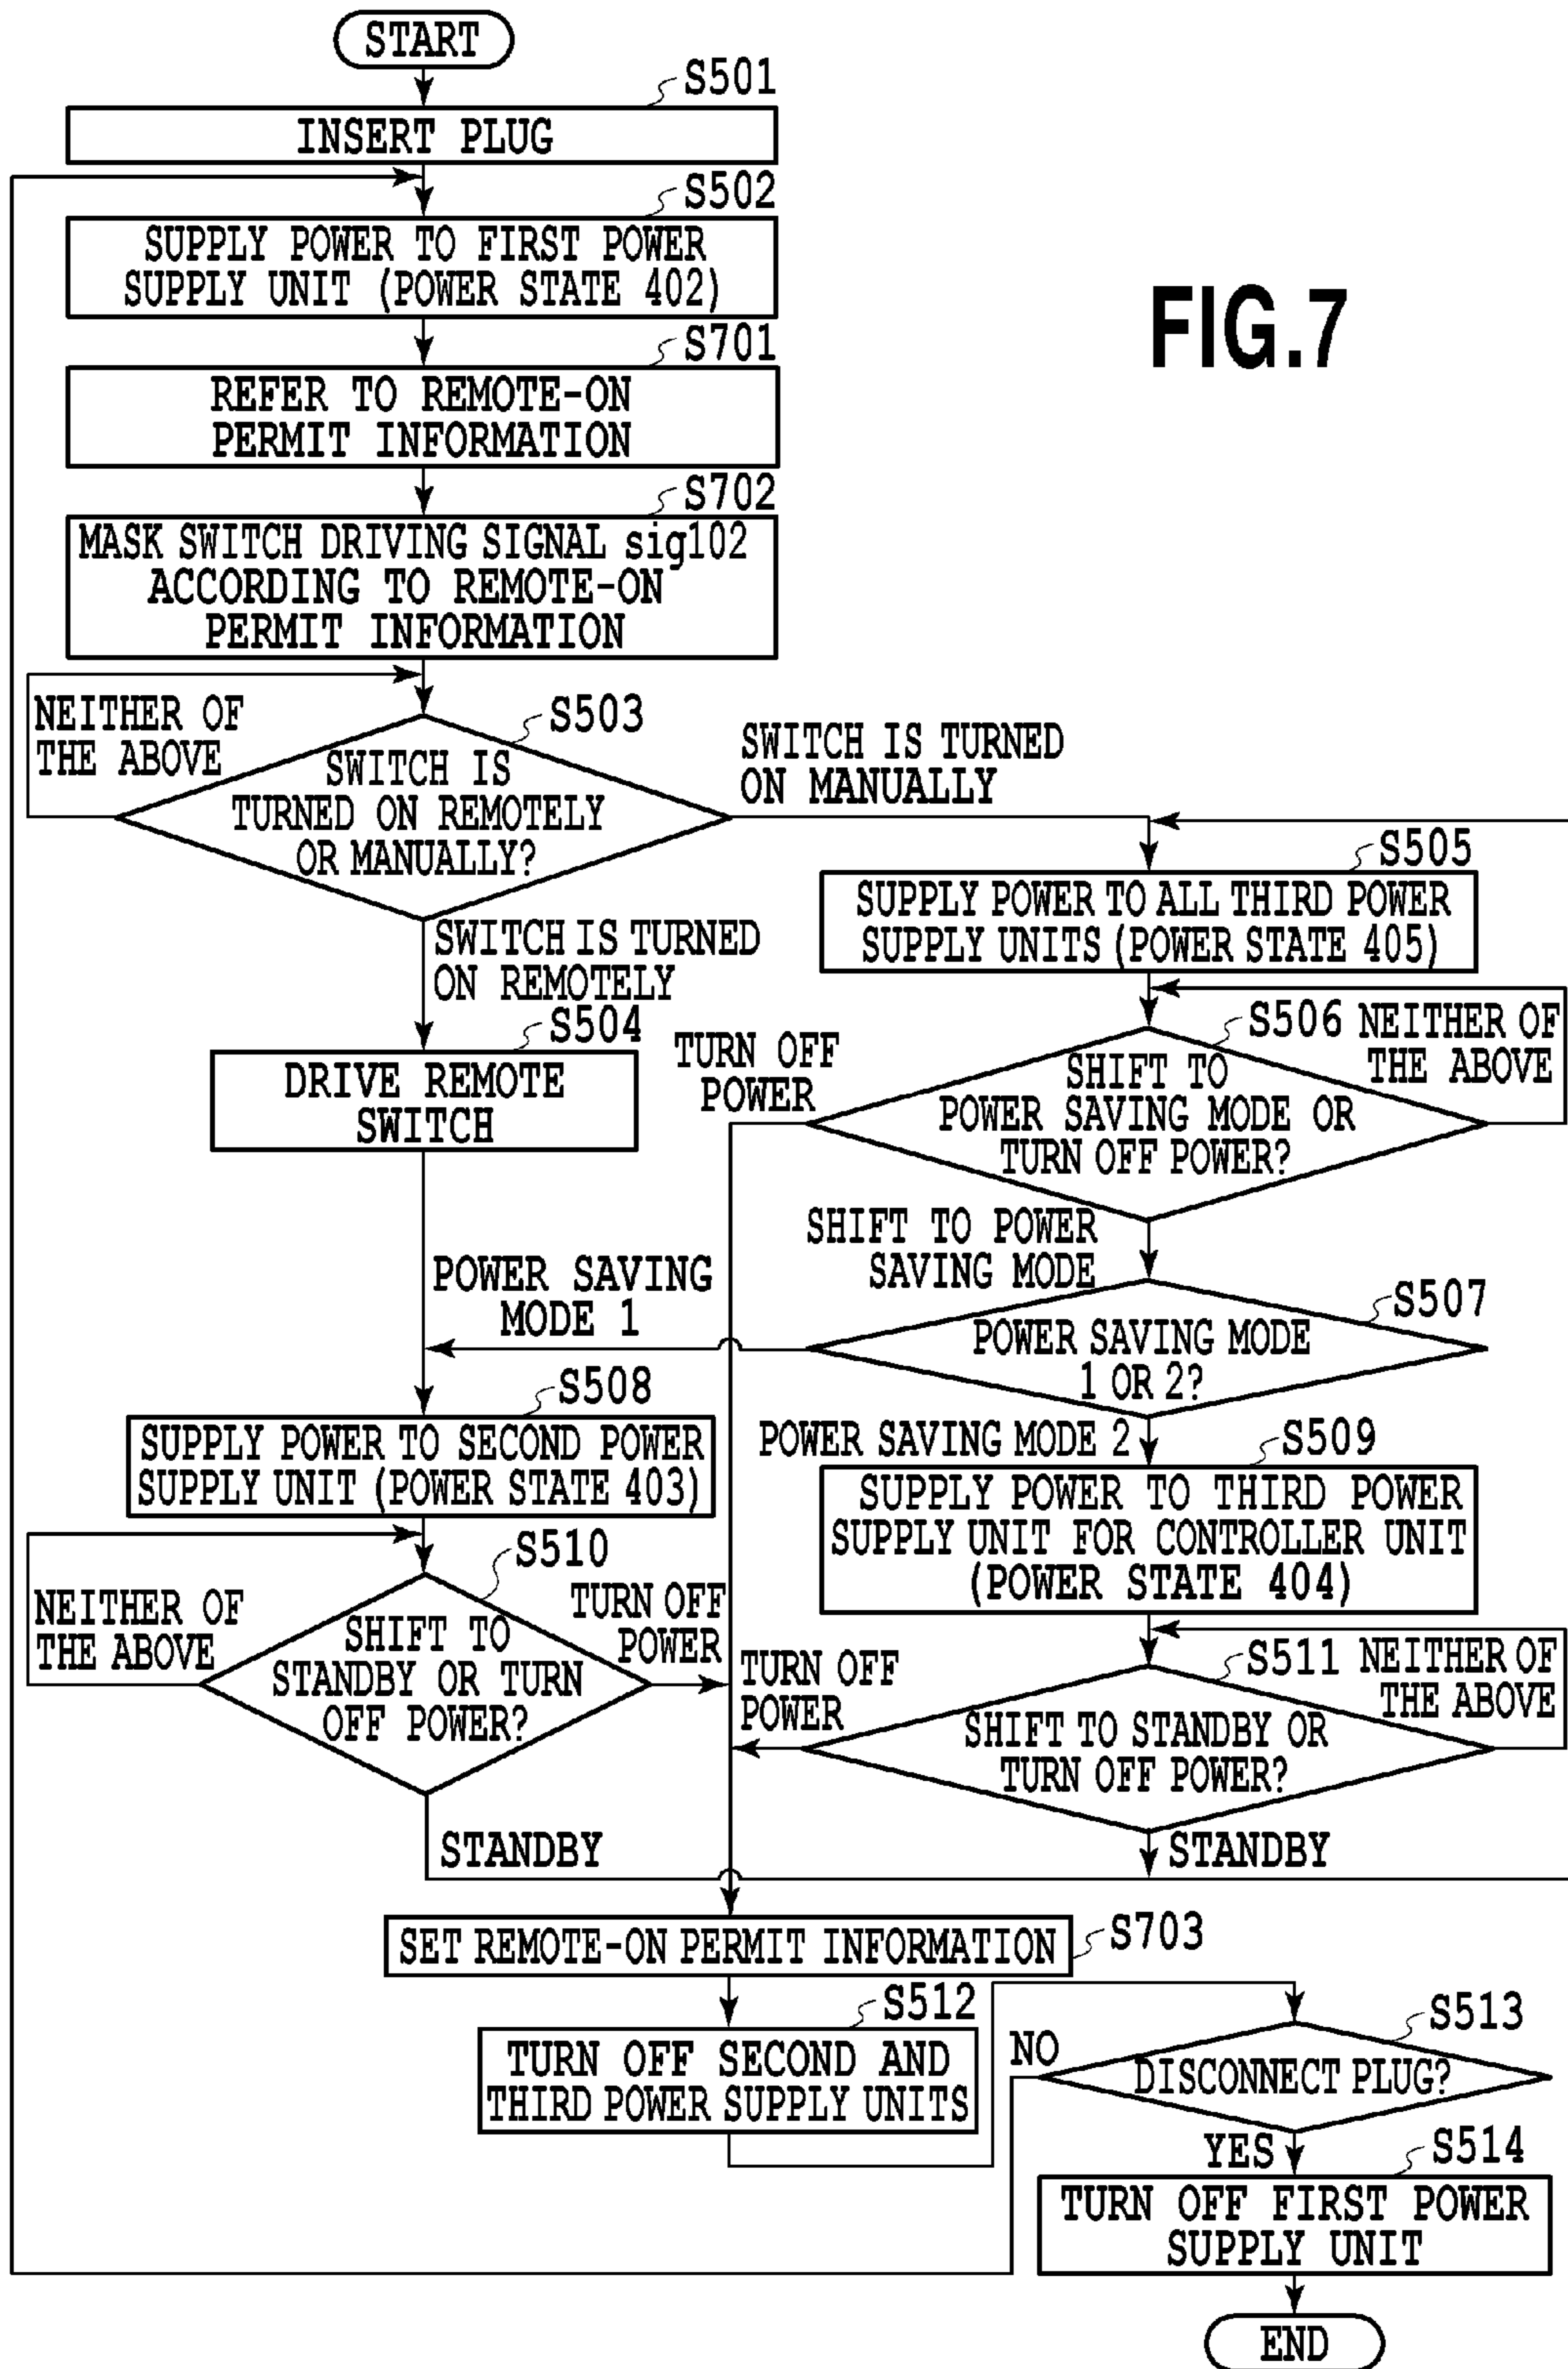 START
S501
INSERT PLUG
S502
SUPPLY POWER TO FIRST POWER
SUPPLY UNIT (POWER STATE 402)
FIG.7
S701
REFER TO REMOTE-ON
PERMIT INFORMATION
S702
MASK SWITCH DRIVING SIGNAL sig102
ACCORDING TO REMOTE-ON
PERMIT INFORMATION
NEITHER OF
THE ABOVE
S503
SWITCH IS
TURNED ON REMOTELY
OR MANUALLY?
SWITCH IS TURNED
ON MANUALLY
SWITCH IS TURNED
ON REMOTELY
S504
DRIVE REMOTE
SWITCH
S505
SUPPLY POWER TO ALL THIRD POWER
SUPPLY UNITS (POWER STATE 405)
S506
NEITHER OF
THE ABOVE
TURN OFF
POWER
SHIFT TO
POWER SAVING MODE OR
TURN OFF POWER?
SHIFT TO POWER
SAVING MODE
POWER SAVING
MODE 1
S507
POWER SAVING MODE
1 OR 2?
S508
SUPPLY POWER TO SECOND POWER
SUPPLY UNIT (POWER STATE 403)
POWER SAVING MODE 2
S509
SUPPLY POWER TO THIRD POWER
SUPPLY UNIT FOR CONTROLLER UNIT
(POWER STATE 404)
S510
NEITHER OF
THE ABOVE
SHIFT TO
STANDBY OR TURN
OFF POWER?
TURN OFF
POWER
TURN OFF
POWER
S511
NEITHER OF
THE ABOVE
SHIFT TO STANDBY OR
TURN OFF POWER?
STANDBY
STANDBY
SET REMOTE-ON PERMIT INFORMATION
S703
S512
TURN OFF SECOND AND
THIRD POWER SUPPLY UNITS
S513
NO
DISCONNECT PLUG?
YES
S514
TURN OFF FIRST POWER
SUPPLY UNIT
END